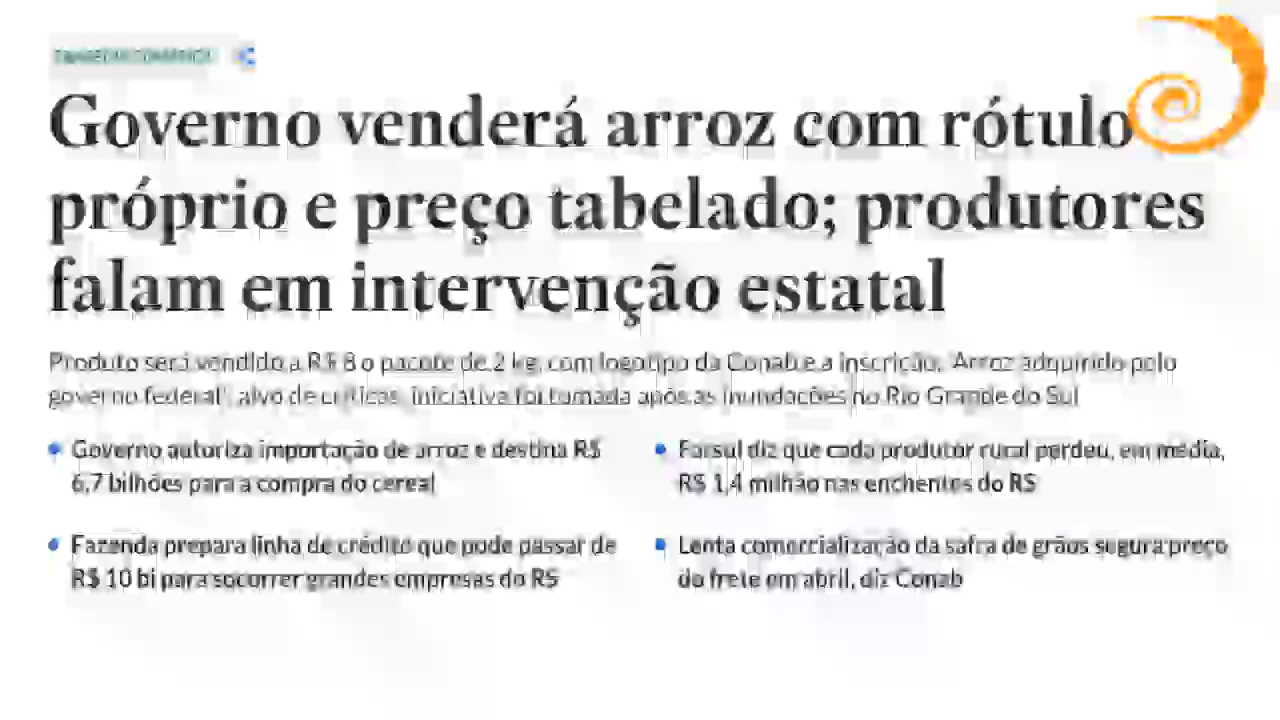 Governo venderá arroz com rótulo
próprio e preço tabelado; produtores
falam em intervenção estatal
Produto será vendido a R$ 8 o pacote de 2 kg, com logotipo da Conab e a inscrição. 'Arroz adquirido pelo
governo federal'; alvo de críticas, iniciativa foi tomada após as inundações no Rio Grande do Sul
Governo autoriza importação de arroz e destina R$
6,7 bilhões para a compra do cereal
Fazenda prepara linha de crédito que pode passar de
R$ 10 bi para socorrer grandes empresas do RS
Farsul diz que cada produtor rural perdeu, em média,
R$ 1,4 milhão nas enchentes do RS
Lenta comercialização da safra de grãos segura preço
do frete em abril, diz Conab